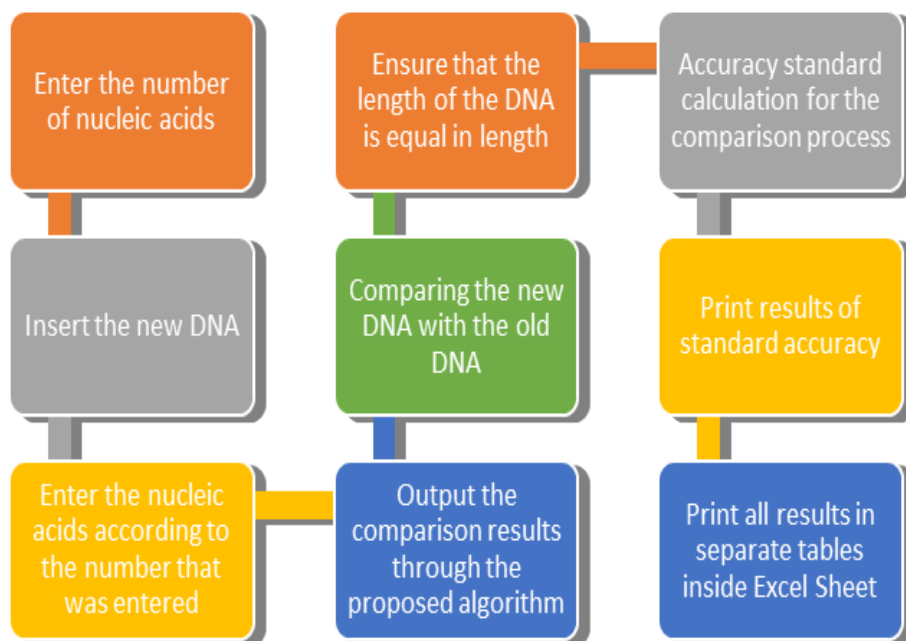 Enter the number
of nucleic acids
Insert the new DNA
Enter the nucleic
acids according to
the number that
was entered
Output the
comparison results
through the
proposed algorithm
Comparing the new
DNA with the old
DNA
Ensure that the
length of the DNA
is equal in length
Accuracy standard
calculation for the
comparison process
Print results of
standard accuracy
Print all results in
separate tables
inside Excel Sheet